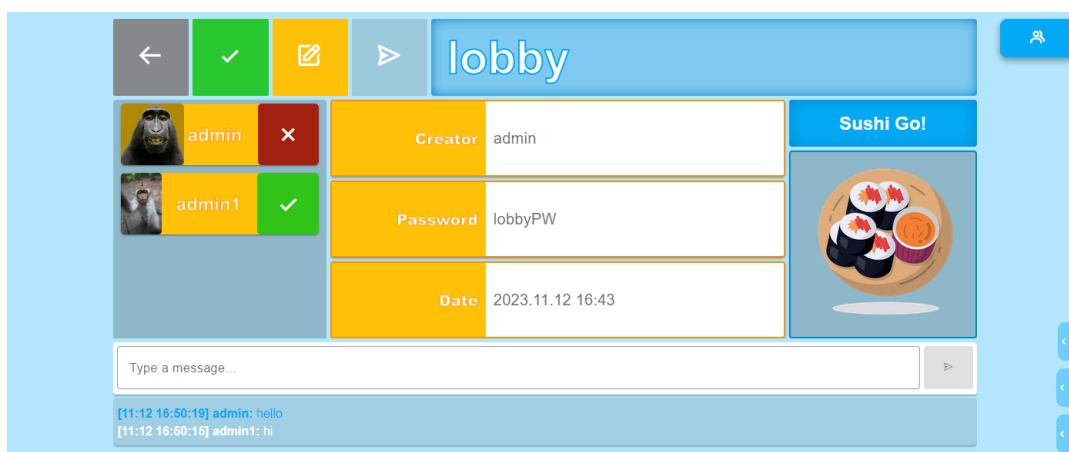 lobby
admin
admin1
Creator admin
Password lobbyPW
Date 2023.11.12 16:43
Sushi Go!
Type a message...
[11:12 16:50:19] admin: hello
[11:12 16:50:15] admin1: hi